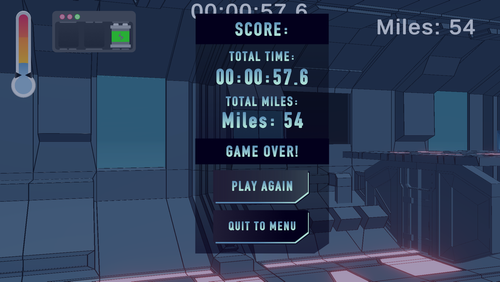 00:00:57.6
Miles: 54
SCORE:
TOTAL TIME:
00:00:57.6
TOTAL MILES:
Miles: 54
GAME OVER!
PLAY AGAIN
QUIT TO MENU